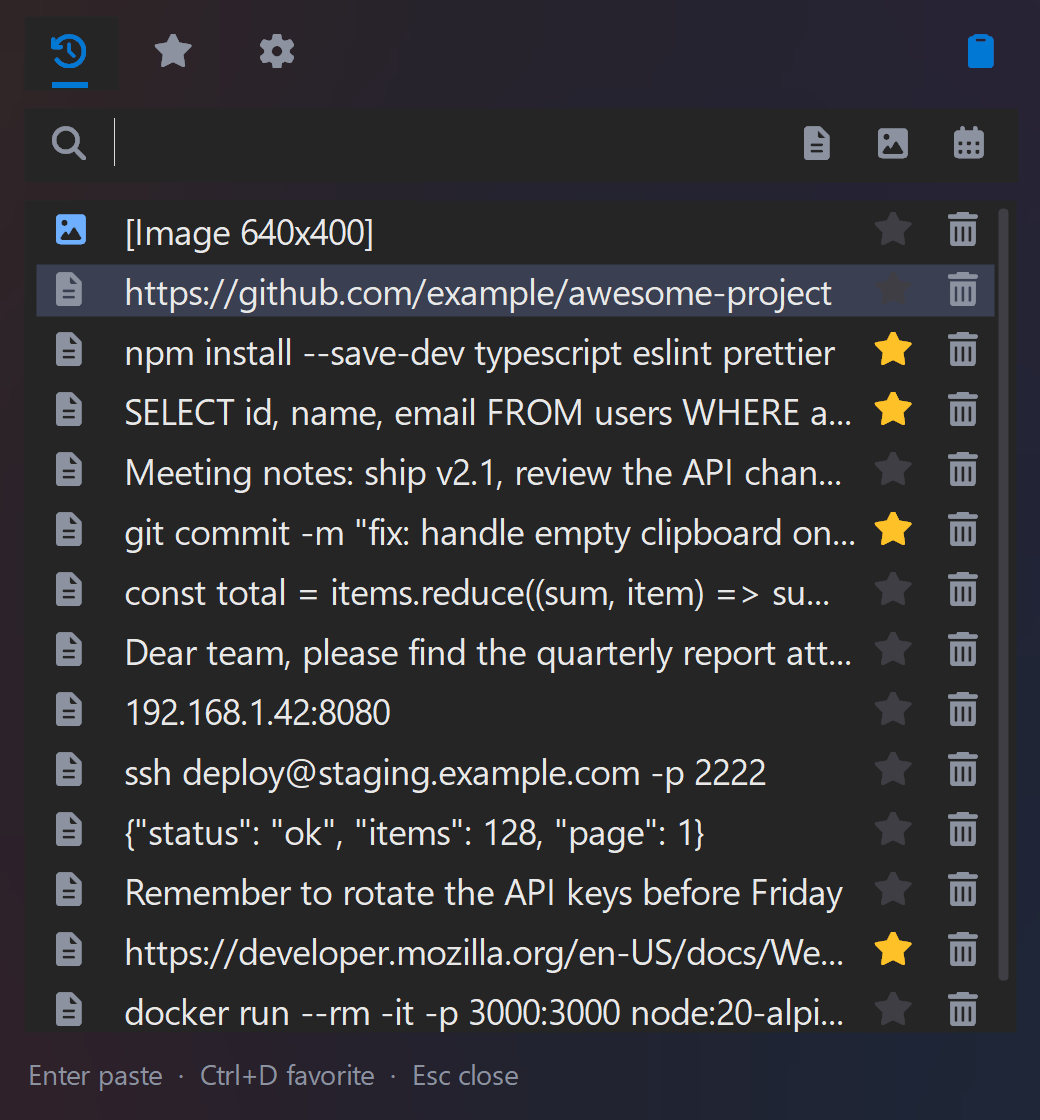 [Image 640x400]
https://github.com/example/awesome-project
npm install --save-dev typescript eslint prettier
SELECT id, name, email FROM users WHERE a...
Meeting notes: ship v2.1, review the API chan...
git commit -m "fix: handle empty clipboard on...
const total = items.reduce((sum, item) => su...
Dear team, please find the quarterly report att...
192.168.1.42:8080
ssh deploy@staging.example.com -p 2222
{"status": "ok", "items": 128, "page": 1}
Remember to rotate the API keys before Friday
https://developer.mozilla.org/en-US/docs/We...
docker run --rm -it -p 3000:3000 node:20-alpi...
Enter paste · Ctrl+D favorite · Esc close